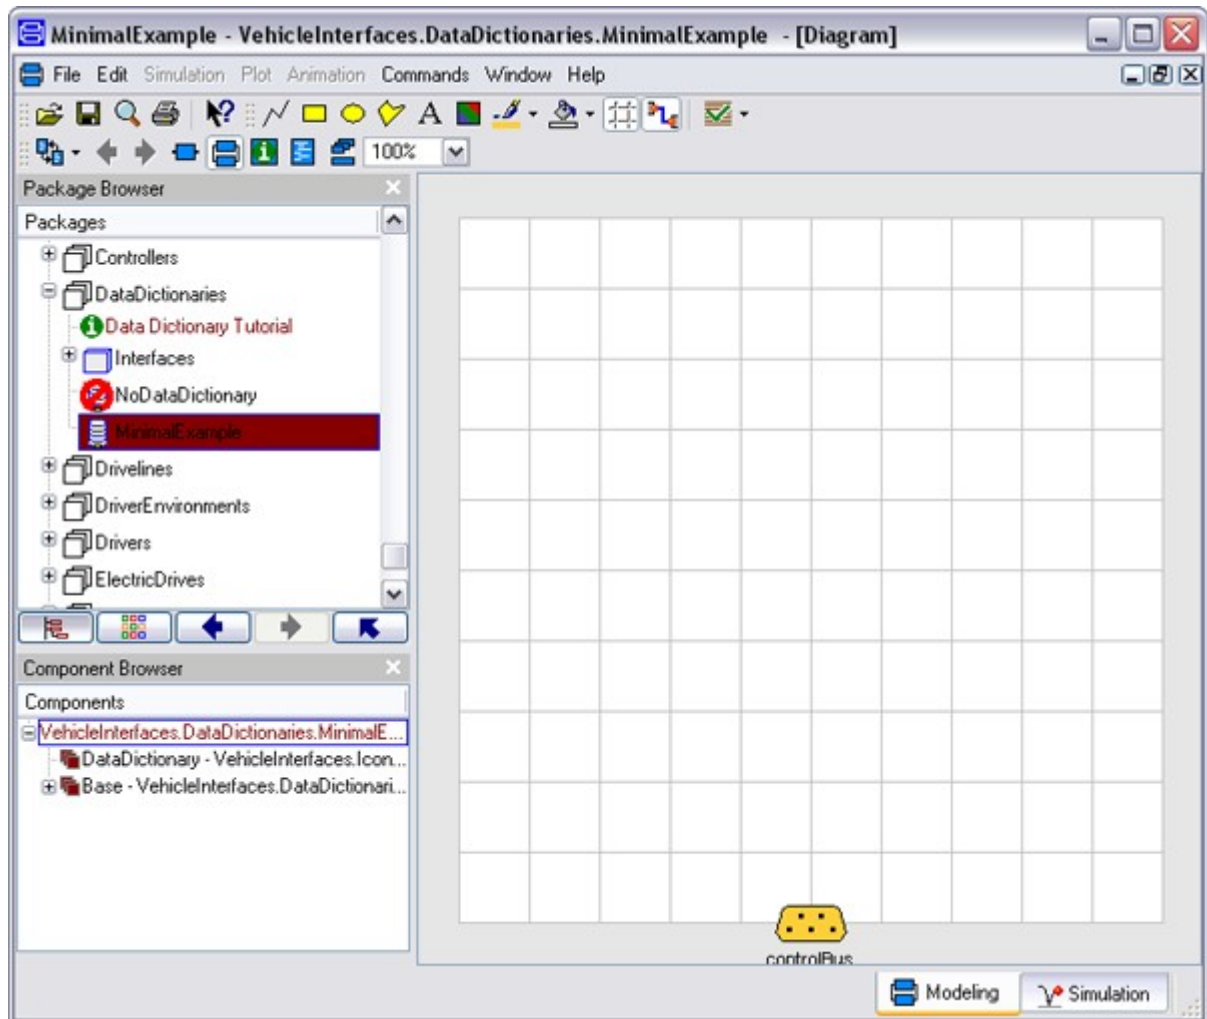 MinimalExample - VehicleInterfaces.DataDictionaries.MinimalExample - [Diagram]
File Edit Simulation Plot Animation Commands Window Help
A
100%
Package Browser
Packages
Controllers
DataDictionaries
Data Dictionary Tutorial
Interfaces
NoDataDictionary
MinimalExample
Drivelines
DriverEnvironments
Drivers
ElectricDrives
Component Browser
Components
VehicleInterfaces.DataDictionaries.MinimalE...
DataDictionary - VehicleInterfaces.Icon...
Base - VehicleInterfaces.DataDictionari...
controlBus
Modeling
Simulation